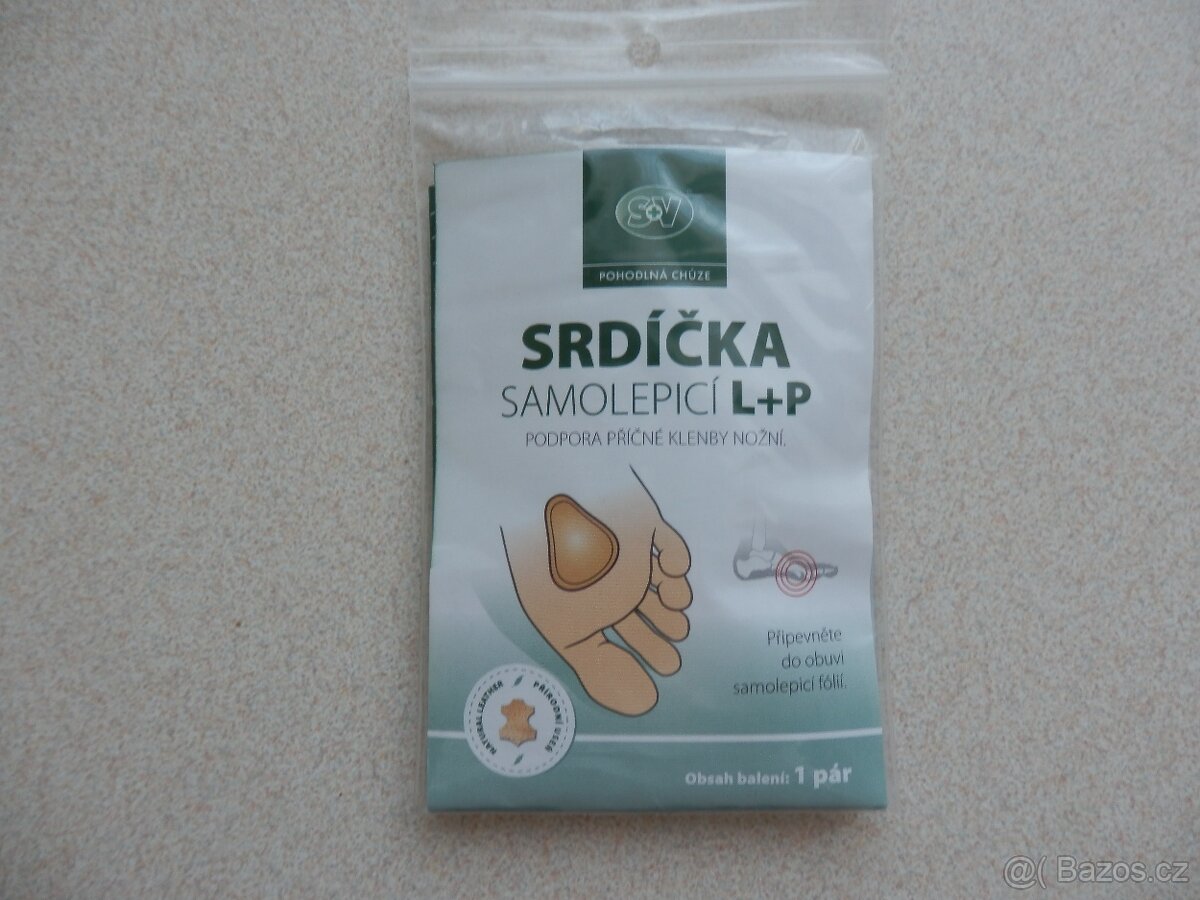 S+V
POHODLNÁ CHŮZE
SRDÍČKA
SAMOLEPICÍ L+P
PODPORA PŘÍČNÉ KLENBY NOŽNÍ.
Připevněte
do obuvi
samolepicí fólií.
NATURAL LEATHER
PŘÍRODNÍ USEŇ
Obsah balení: 1 pár
@( Bazos.cz